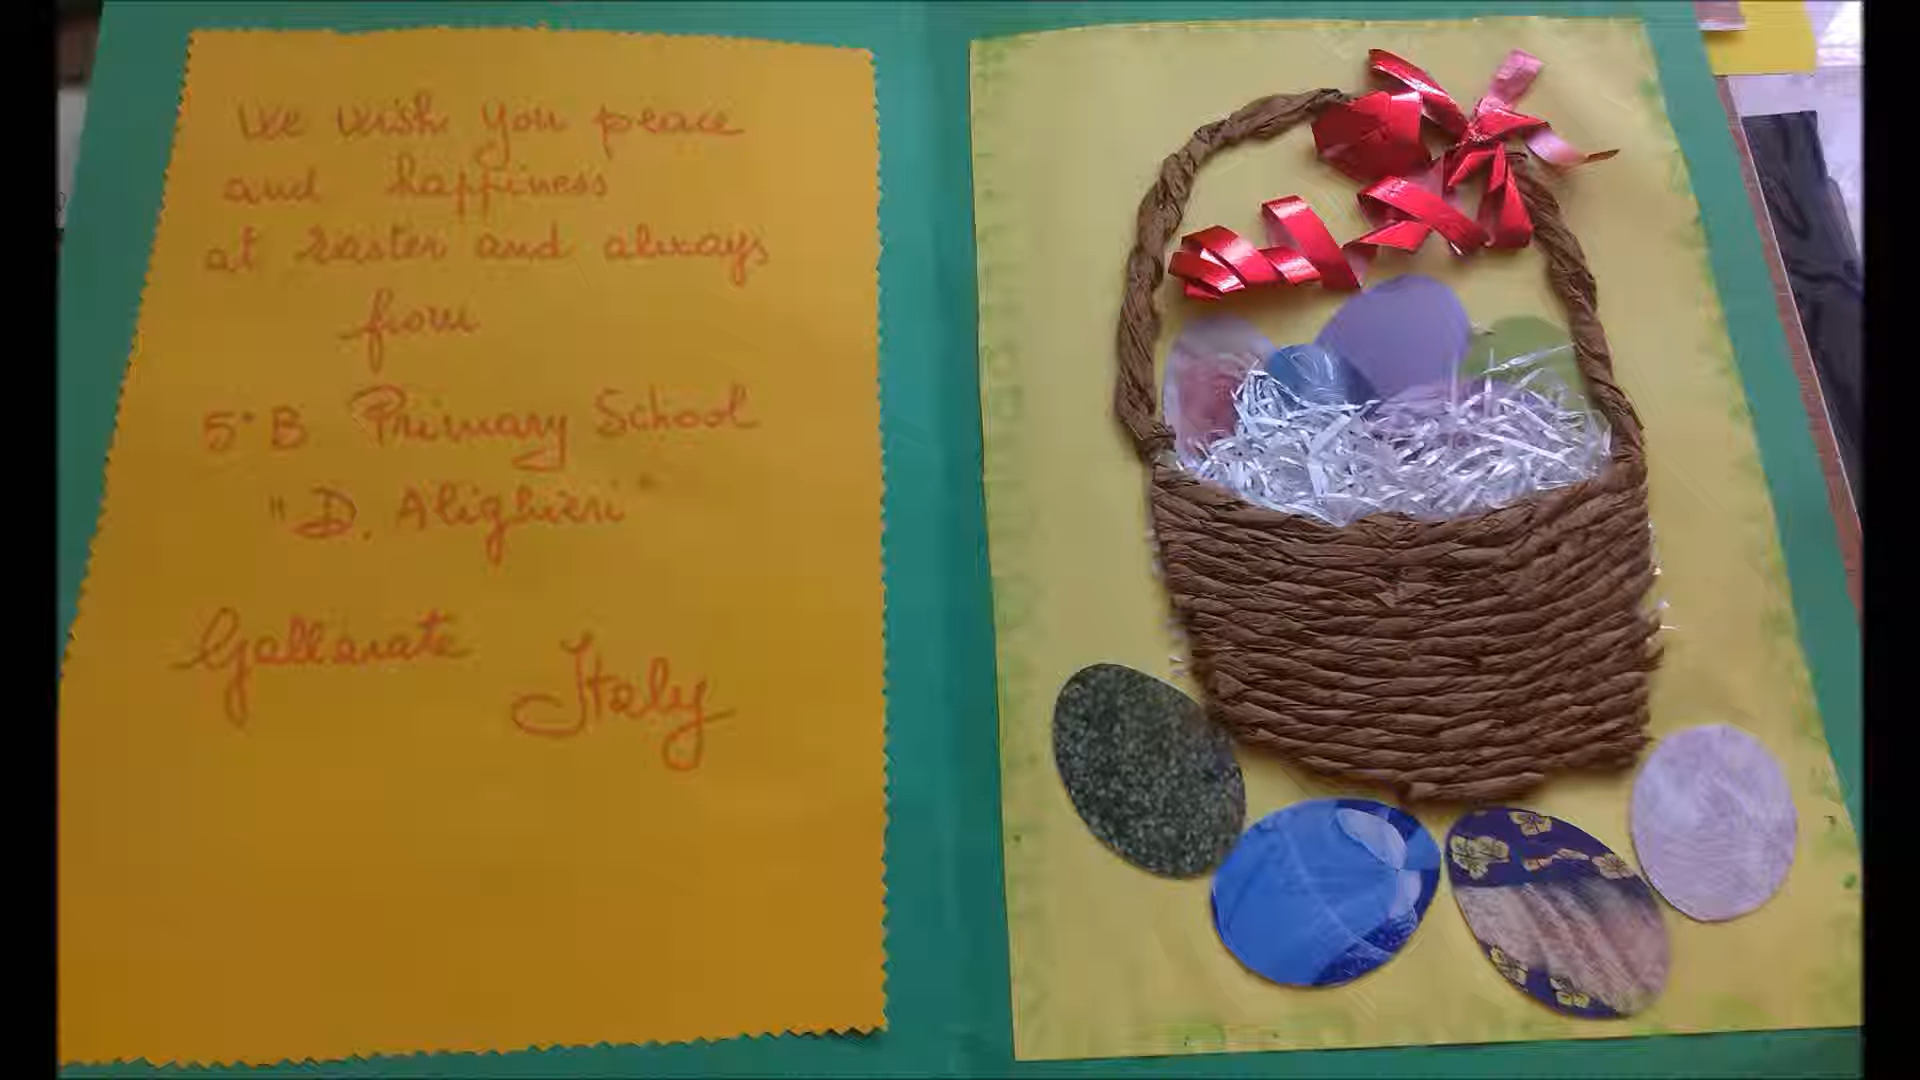 We wish you peace
and happiness
at easter and always
from
5°B Primary School
"D. Alighieri"
Gallarate
Italy